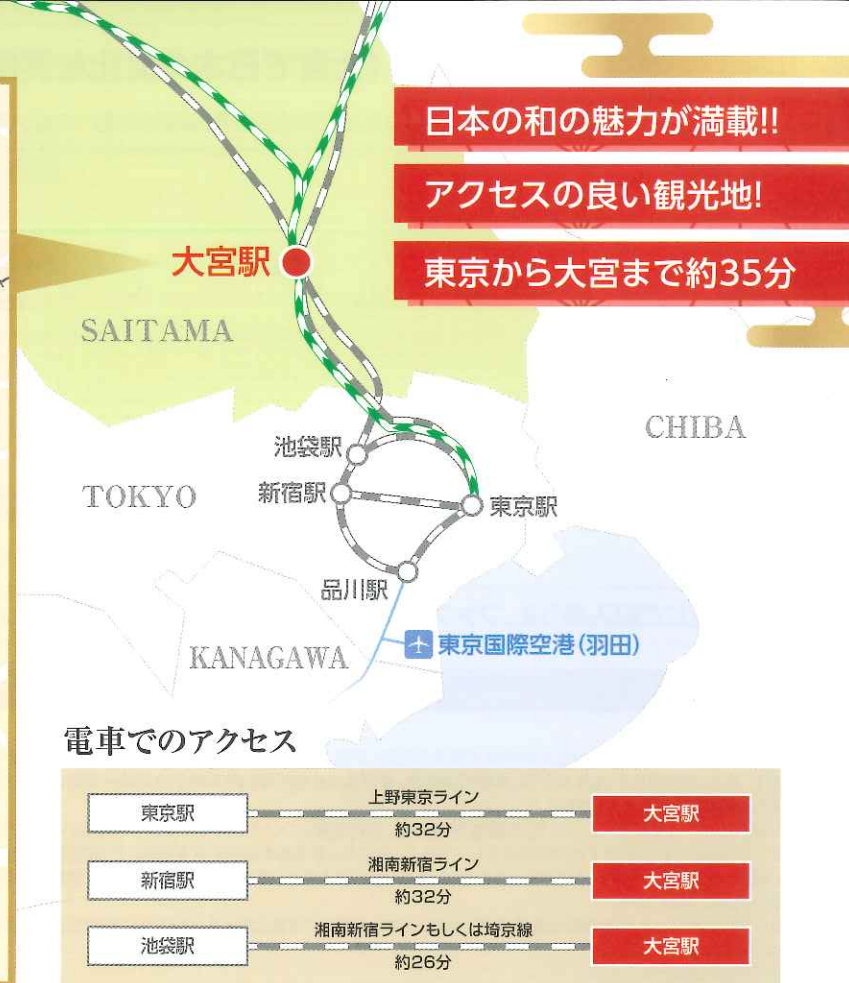 日本の和の魅力が満載!!
アクセスの良い観光地!
東京から大宮まで約35分
大宮駅
SAITAMA
CHIBA
池袋駅
TOKYO
新宿駅
東京駅
品川駅
KANAGAWA
東京国際空港(羽田)
電車でのアクセス
東京駅
上野東京ライン
約32分
大宮駅
新宿駅
湘南新宿ライン
約32分
大宮駅
池袋駅
湘南新宿ラインもしくは埼京線
約26分
大宮駅